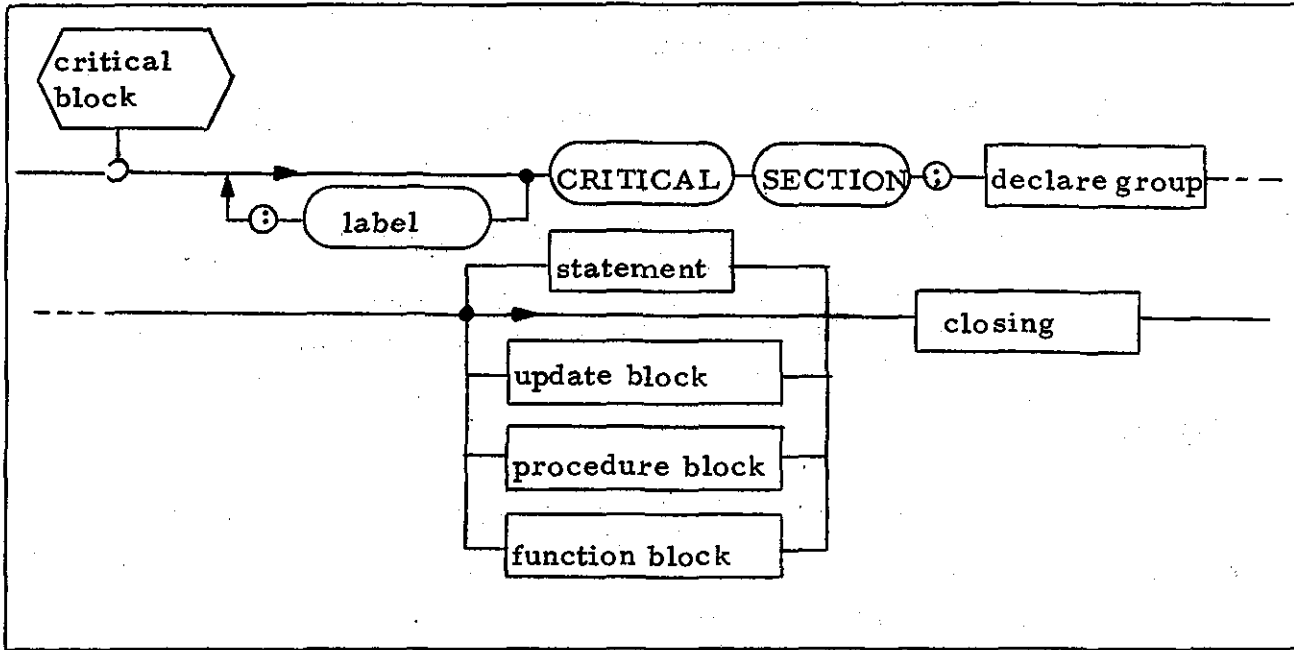 critical
block
CRITICAL SECTION ; declare group
: label
statement
closing
update block
procedure block
function block